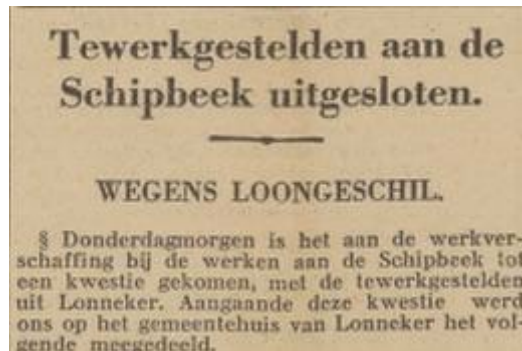 Tewerkgestelden aan de
Schipbeek uitgesloten.
WEGENS LOONGESCHIL.
§ Donderdagmorgen is het aan de werkver-
schaffing bij de werken aan de Schipbeek tot
een kwestie gekomen, met de tewerkgestelden
uit Lonneker. Aangaande deze kwestie werd
ons op het gemeentehuis van Lonneker het vol-
gende meegedeeld.